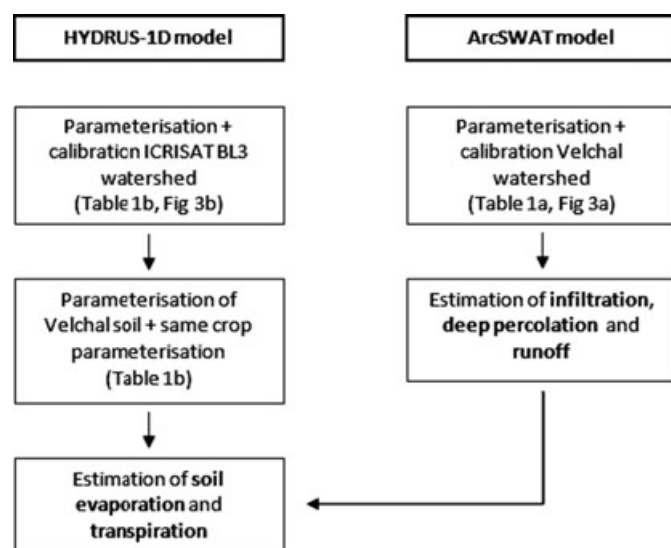 HYDRUS-1D model
ArcSWAT model
Parameterisation +
calibration ICRISAT BL3
watershed
(Table 1b, Fig 3b)
Parameterisation +
calibration Velchal
watershed
(Table 1a, Fig 3a)
Parameterisation of
Velchal soil + same crop
parameterisation
(Table 1b)
Estimation of infiltration,
deep percolation and
runoff
Estimation of soil
evaporation and
transpiration